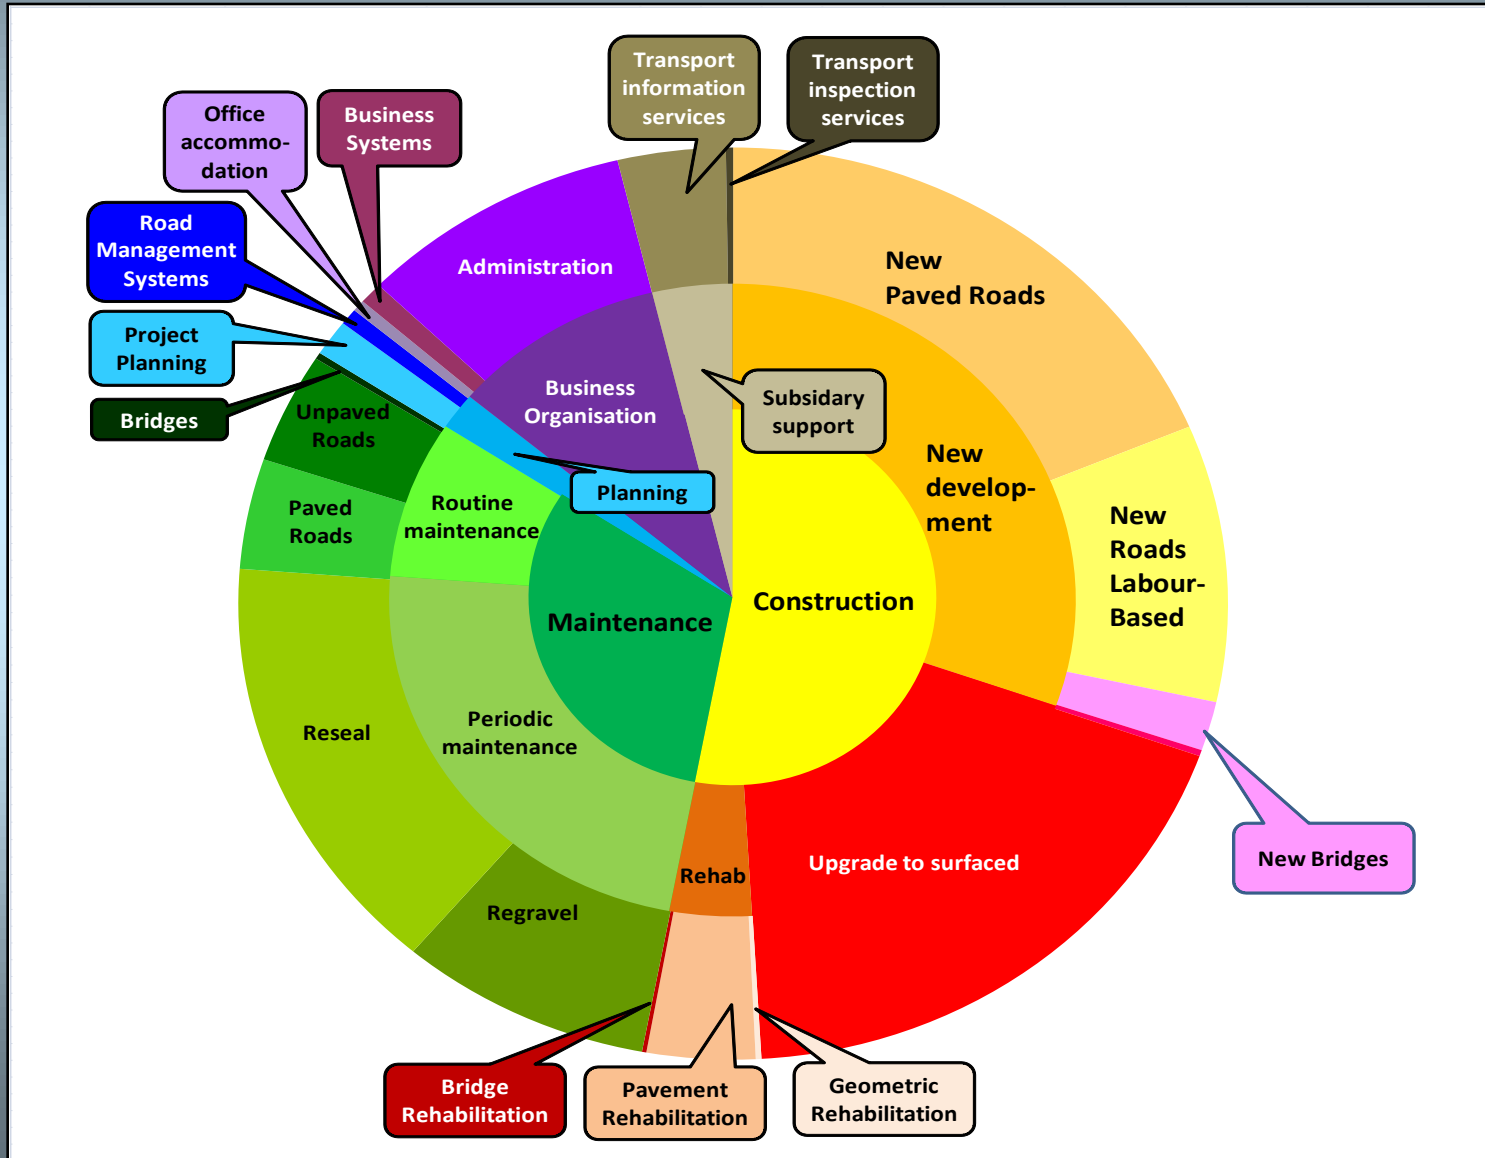 Transport
information
services
Transport
inspection
services
Office
accommo-
dation
Business
Systems
Road
Management
Systems
Project
Planning
Bridges
Administration
New
Paved Roads
Business
Organisation
Subsidary
support
Unpaved
Roads
Paved
Roads
Routine
maintenance
Planning
New
develop-
ment
New
Roads
Labour-
Based
Maintenance
Construction
Reseal
Periodic
maintenance
Regravel
Rehab
Upgrade to surfaced
New Bridges
Bridge
Rehabilitation
Pavement
Rehabilitation
Geometric
Rehabilitation